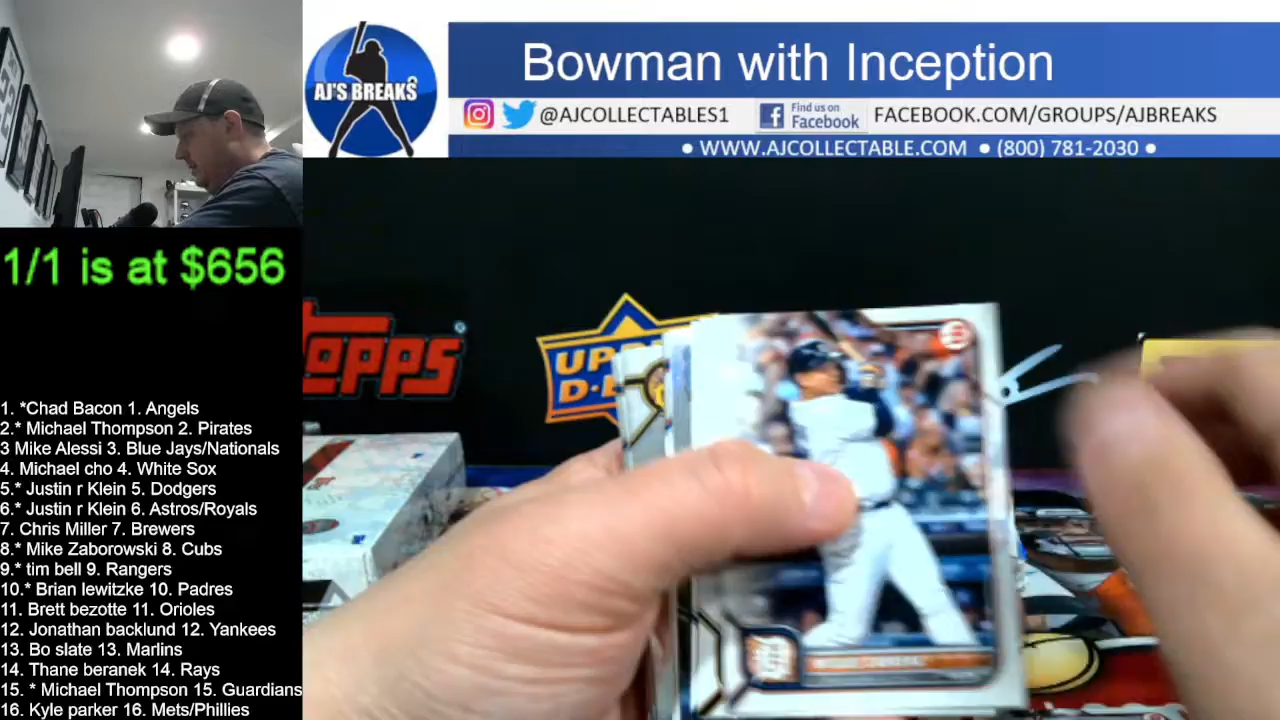 Bowman with Inception
AJ'S BREAKS
@AJCOLLECTABLES1
Find us on
Facebook
FACEBOOK.COM/GROUPS/AJBREAKS
• WWW.AJCOLLECTABLE.COM • (800) 781-2030 •
1/1 is at $656
TOPPS
UP
D
1. *Chad Bacon 1. Angels
2.* Michael Thompson 2. Pirates
3 Mike Alessi 3. Blue Jays/Nationals
4. Michael cho 4. White Sox
5.* Justin r Klein 5. Dodgers
6.* Justin r Klein 6. Astros/Royals
7. Chris Miller 7. Brewers
8.* Mike Zaborowski 8. Cubs
9.* tim bell 9. Rangers
10.* Brian lewitzke 10. Padres
11. Brett bezotte 11. Orioles
12. Jonathan backlund 12. Yankees
13. Bo slate 13. Marlins
14. Thane beranek 14. Rays
15. * Michael Thompson 15. Guardians
16. Kyle parker 16. Mets/Phillies